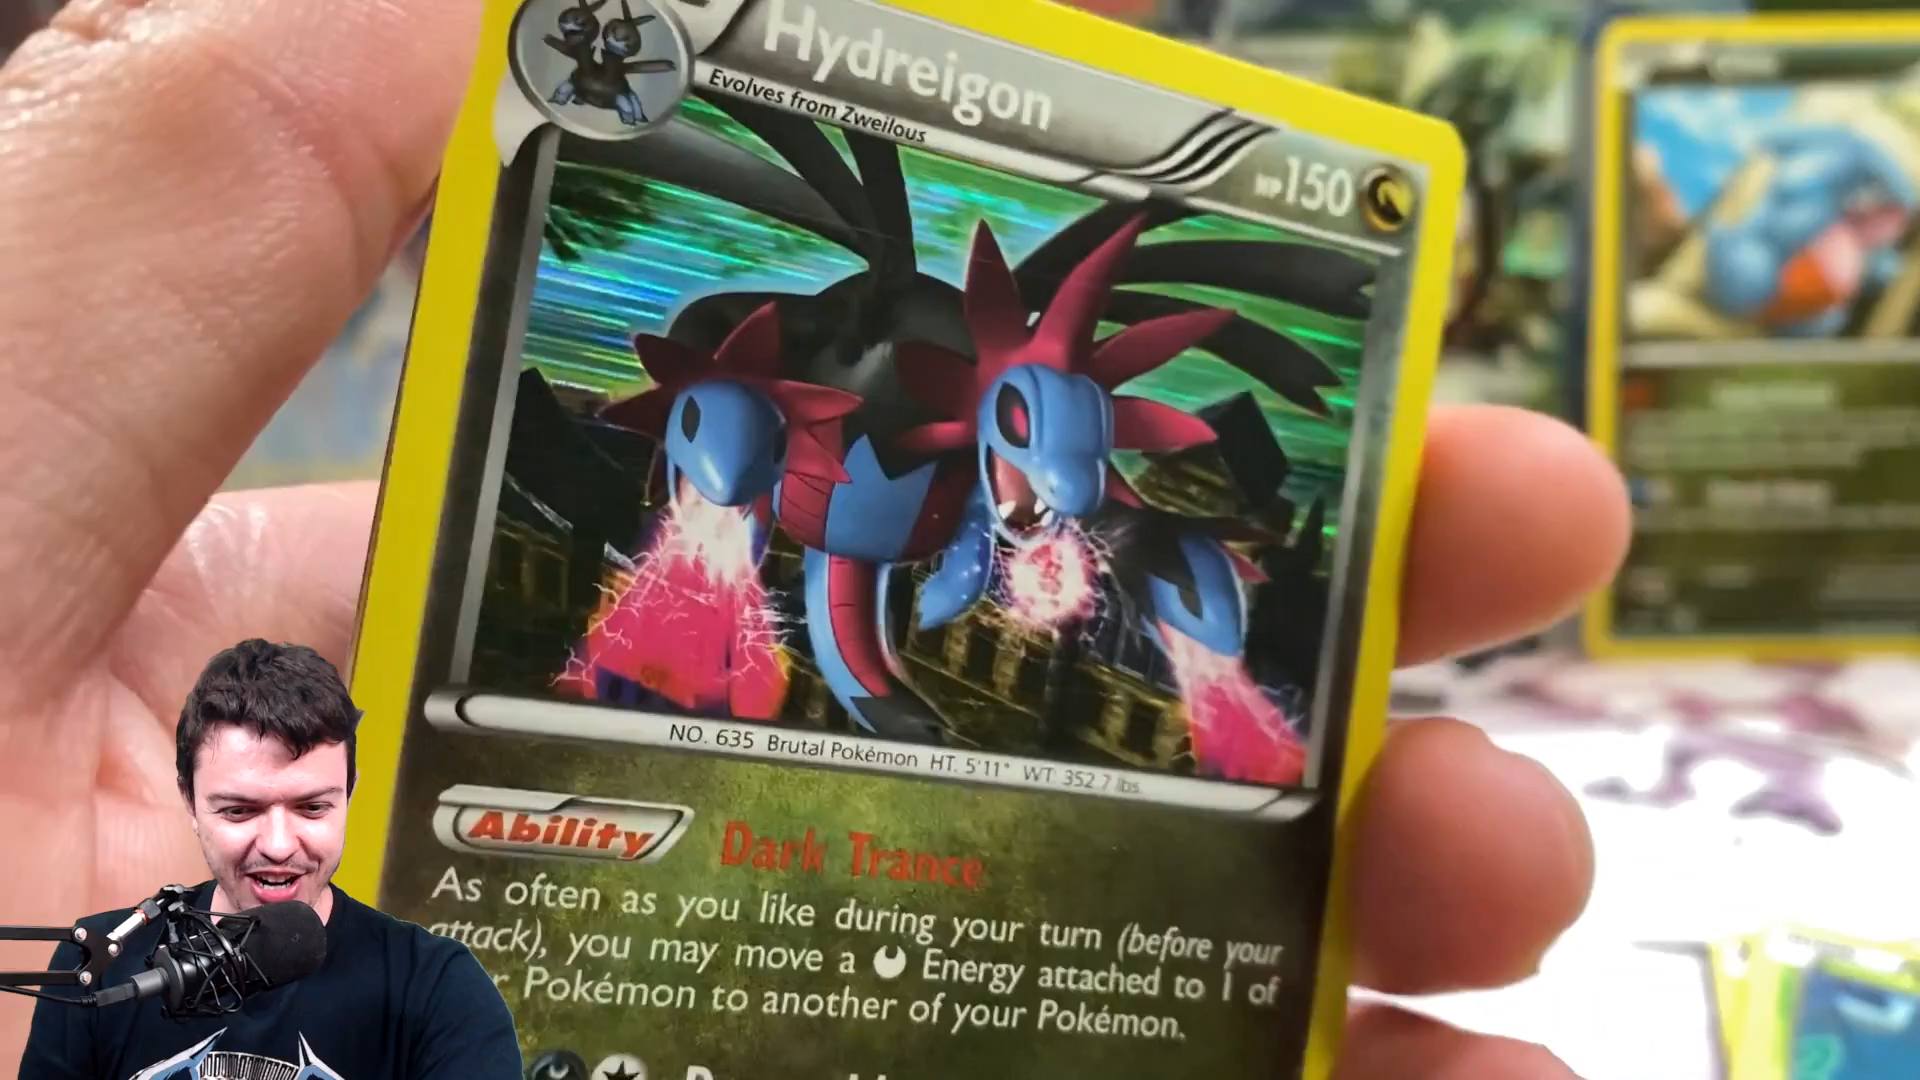 Hydreigon
Evolves from Zweilous
HP150
NO. 635 Brutal Pokémon HT. 5'11" WT. 352.7 lbs.
Ability Dark Trance
As often as you like during your turn (before your
attack), you may move a Energy attached to 1 of
Pokémon to another of your Pokémon.